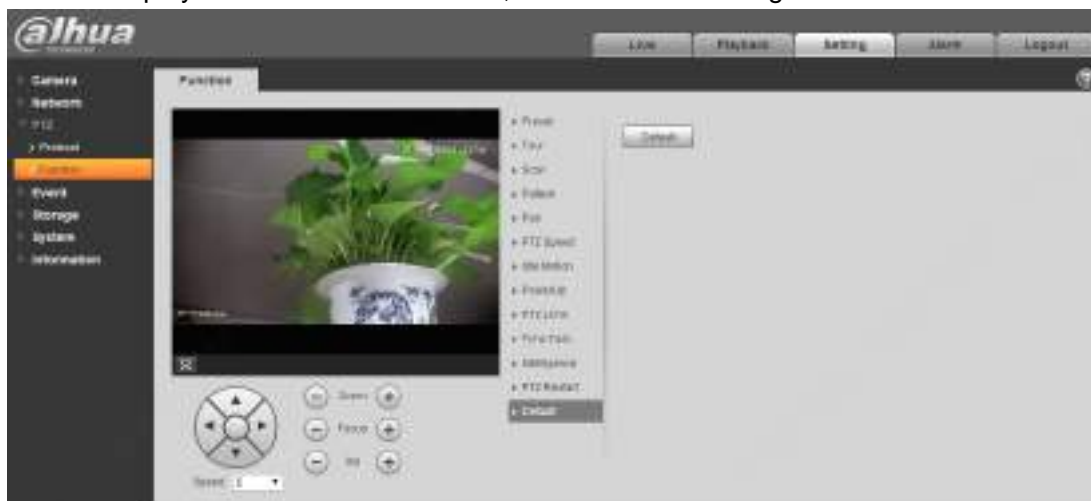 alhua
TECHNOLOGY
Live
Playback
Setting
Alarm
Logout
Camera
Network
PTZ
Protocol
Function
Event
Storage
System
Information
Function
Preset
Tour
Scan
Pattern
Pan
PTZ Speed
Idle Motion
PowerUp
PTZ Limit
Time Task
PTZ Restart
Default
Default
Zoom
Focus
Iris
Speed